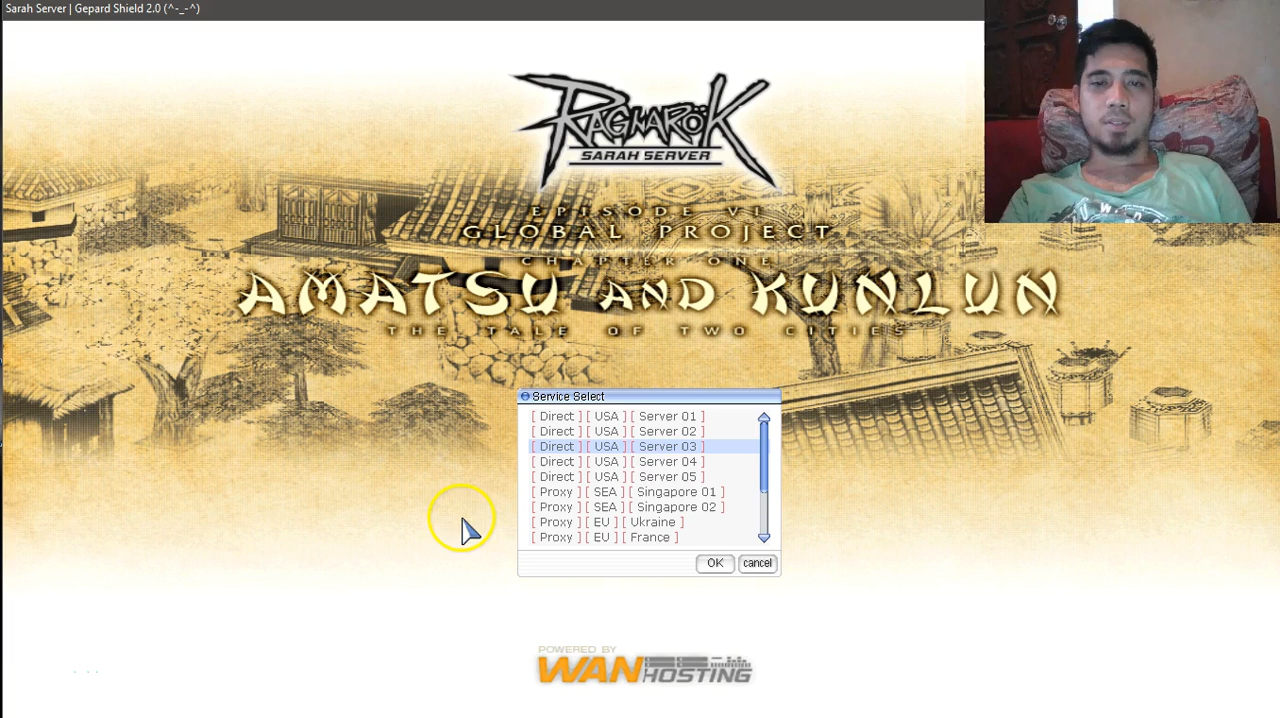 Sarah Server | Gepard Shield 2.0 (^-_-^)
RAGNARÖK
SARAH SERVER
EPISODE VI
GLOBAL PROJECT
CHAPTER ONE
AMATSU AND KUNLUN
THE TALE OF TWO CITIES
Service Select
[ Direct ] [ USA ] [ Server 01 ]
[ Direct ] [ USA ] [ Server 02 ]
[ Direct ] [ USA ] [ Server 03 ]
[ Direct ] [ USA ] [ Server 04 ]
[ Direct ] [ USA ] [ Server 05 ]
[ Proxy ] [ SEA ] [ Singapore 01 ]
[ Proxy ] [ SEA ] [ Singapore 02 ]
[ Proxy ] [ EU ] [ Ukraine ]
[ Proxy ] [ EU ] [ France ]
OK cancel
POWERED BY
WANHOSTING